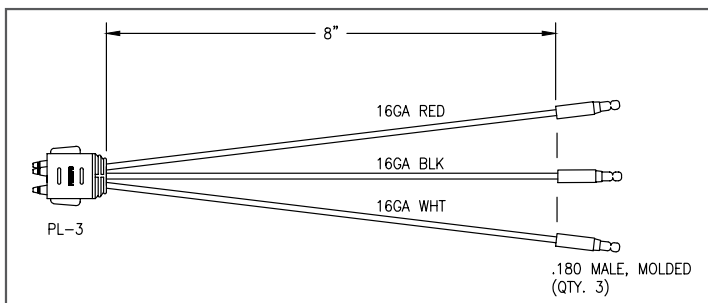 8"
16GA RED
16GA BLK
16GA WHT
PL-3
.180 MALE, MOLDED
(QTY. 3)